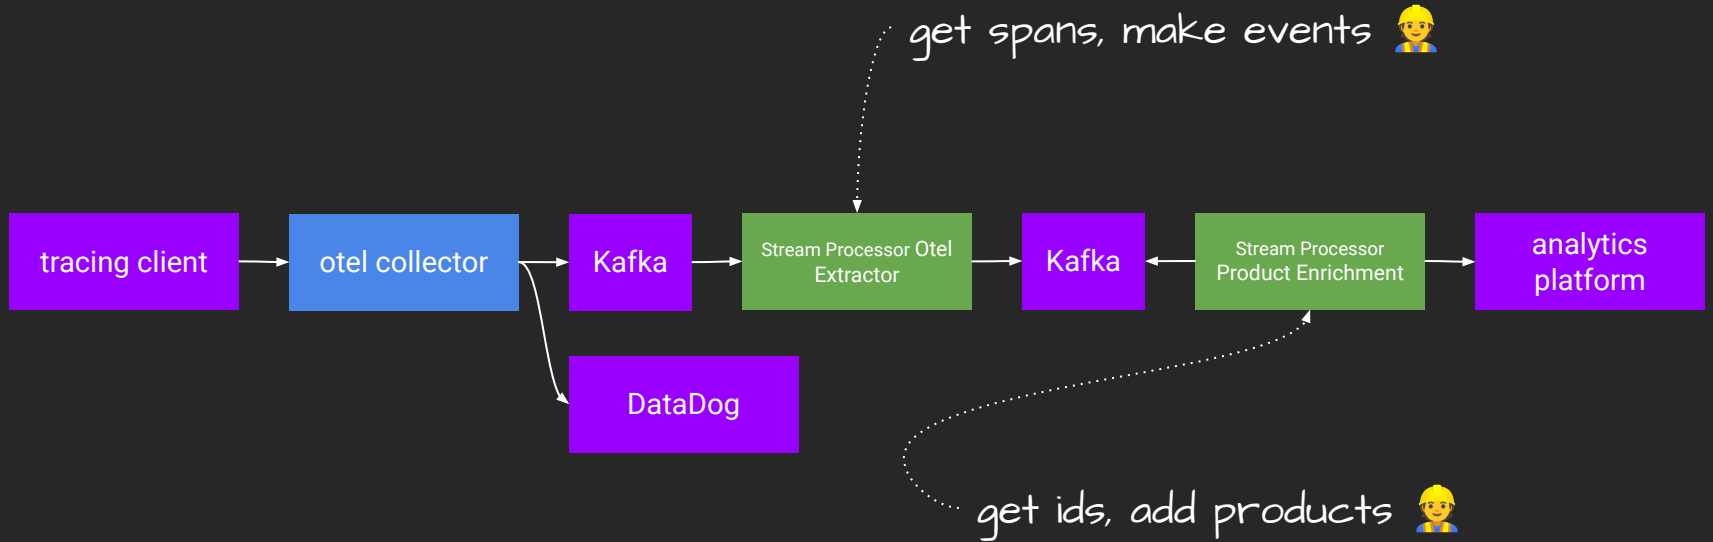 get spans, make events
tracing client
otel collector
Kafka
Stream Processor Otel
Extractor
Kafka
Stream Processor
Product Enrichment
analytics
platform
DataDog
get ids, add products